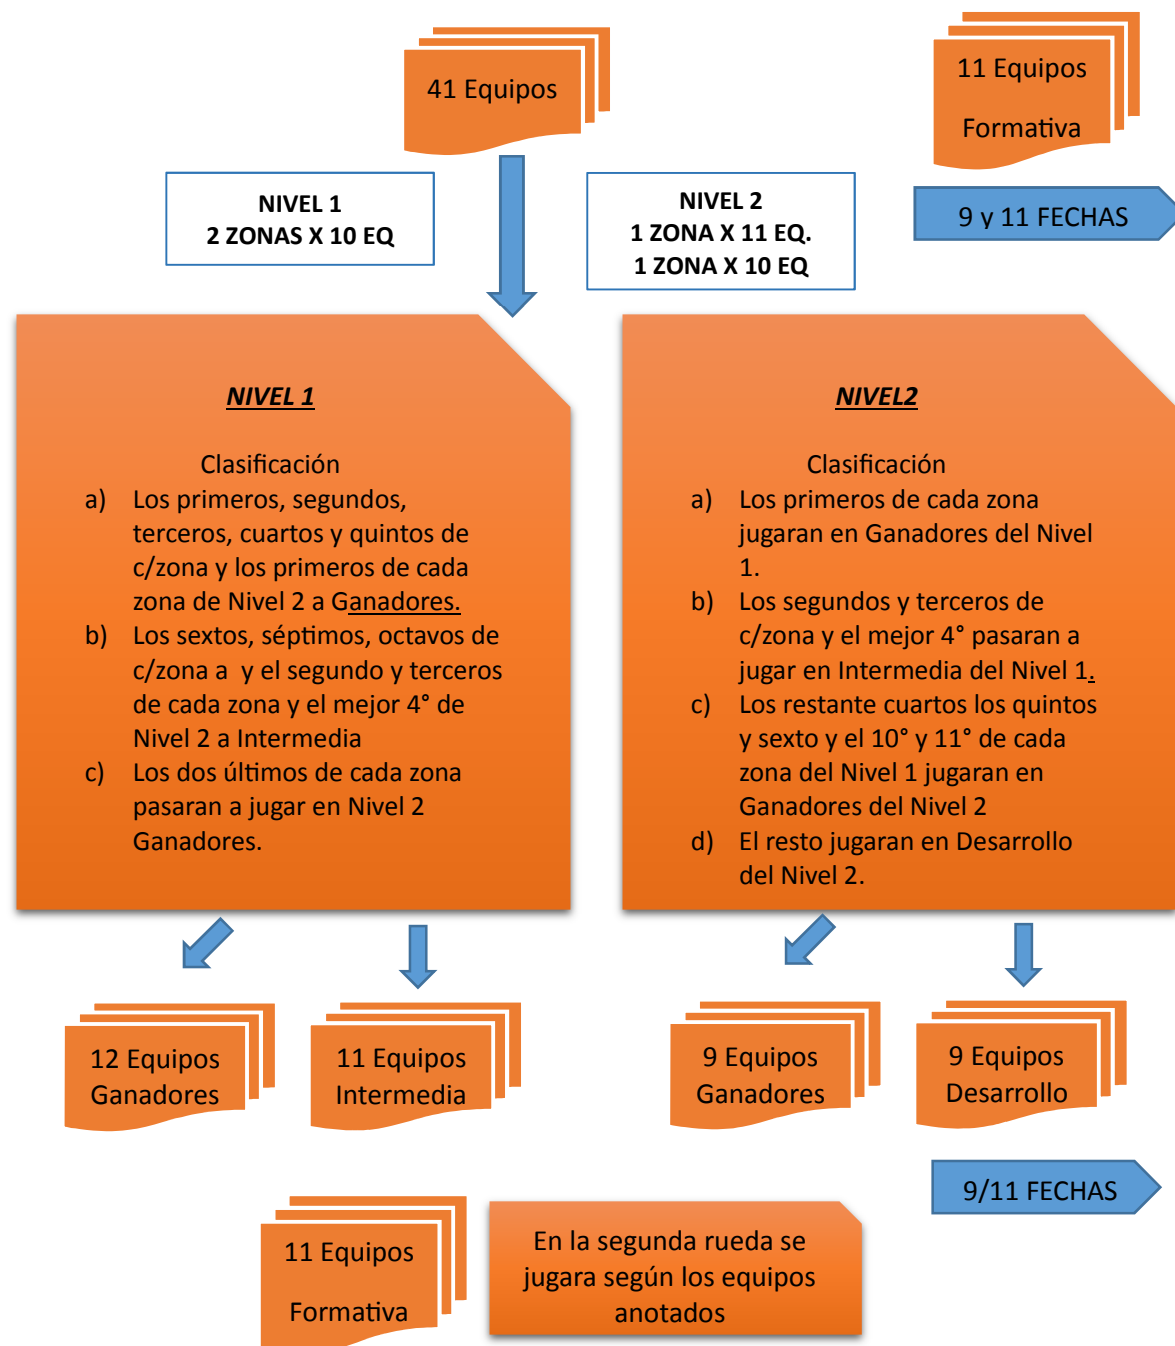 41 Equipos
11 Equipos
Formativa
NIVEL 1
2 ZONAS X 10 EQ
NIVEL 2
1 ZONA X 11 EQ.
1 ZONA X 10 EQ
9 y 11 FECHAS
NIVEL 1
Clasificación
a) Los primeros, segundos,
terceros, cuartos y quintos de
c/zona y los primeros de cada
zona de Nivel 2 a Ganadores.
b) Los sextos, séptimos, octavos de
c/zona a  y el segundo y terceros
de cada zona y el mejor 4° de
Nivel 2 a Intermedia
c) Los dos últimos de cada zona
pasaran a jugar en Nivel 2
Ganadores.
NIVEL2
Clasificación
a) Los primeros de cada zona
jugaran en Ganadores del Nivel
1.
b) Los segundos y terceros de
c/zona y el mejor 4° pasaran a
jugar en Intermedia del Nivel 1.
c) Los restante cuartos los quintos
y sexto y el 10° y 11° de cada
zona del Nivel 1 jugaran en
Ganadores del Nivel 2
d) El resto jugaran en Desarrollo
del Nivel 2.
12 Equipos
Ganadores
11 Equipos
Intermedia
9 Equipos
Ganadores
9 Equipos
Desarrollo
9/11 FECHAS
11 Equipos
Formativa
En la segunda rueda se
jugara según los equipos
anotados